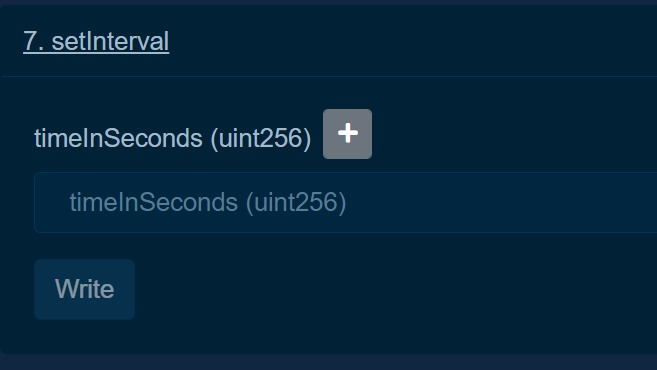 7. setInterval
timeInSeconds (uint256) +
timeInSeconds (uint256)
Write